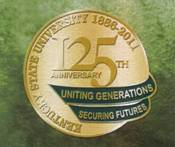 KENTUCKY STATE UNIVERSITY 1886-2011
125TH
ANNIVERSARY
UNITING GENERATIONS
SECURING FUTURES